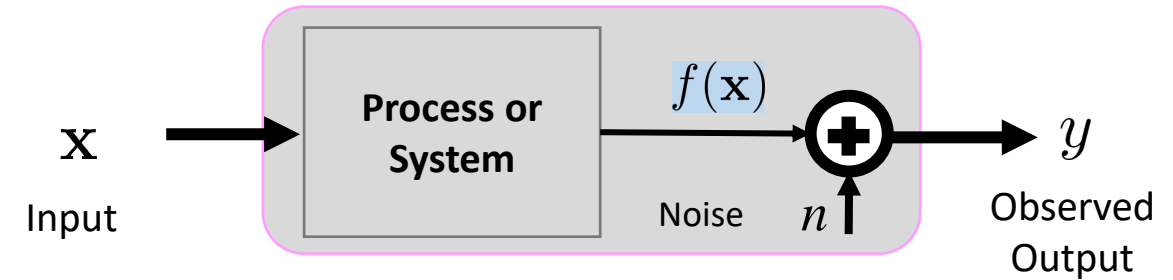 x
Input
Process or
System
f(x)
Noise
n
y
Observed
Output